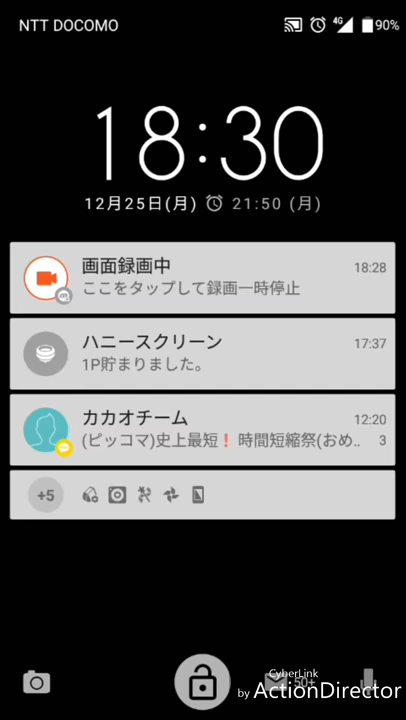 NTT DOCOMO
4G
90%
18:30
12月25日(月) 21:50 (月)
画面録画中 18:28
ここをタップして録画一時停止
ハニースクリーン 17:37
1P貯まりました。
カカオチーム 12:20
(ピッコマ)史上最短❗時間短縮祭(おめ.. 3
+5
50+
CyberLink
by ActionDirector